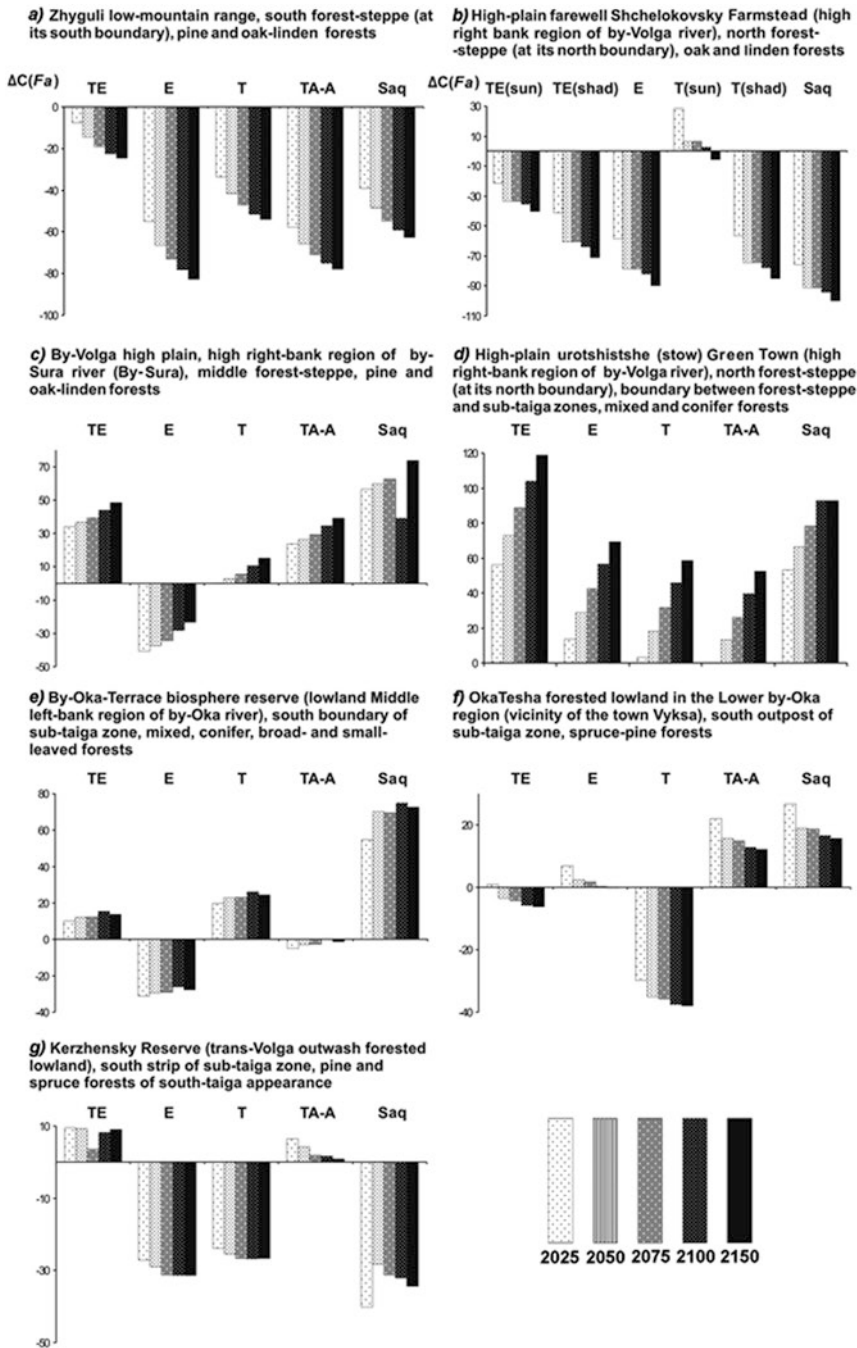 a) Zhyguli low-mountain range, south forest-steppe (at
its south boundary), pine and oak-linden forests
ΔC(Fa)
TE E T TA-A Saq
0
-20
-40
-60
-80
-100
b) High-plain farewell Shchelokovsky Farmstead (high
right bank region of by-Volga river), north forest-
-steppe (at its north boundary), oak and linden forests
ΔC(Fa)
TE(sun) TE(shad) E T(sun) T(shad) Saq
30
10
-10
-30
-50
-70
-90
-110
c) By-Volga high plain, high right-bank region of by-
Sura river (By-Sura), middle forest-steppe, pine and
oak-linden forests
TE E T TA-A Saq
70
50
30
10
-10
-30
-50
d) High-plain urotshistshe (stow) Green Town (high
right-bank region of by-Volga river), north forest-steppe
(at its north boundary), boundary between forest-steppe
and sub-taiga zones, mixed and conifer forests
TE E T TA-A Saq
120
100
80
60
40
20
0
e) By-Oka-Terrace biosphere reserve (lowland Middle
left-bank region of by-Oka river), south boundary of
sub-taiga zone, mixed, conifer, broad- and small-
leaved forests
TE E T TA-A Saq
80
60
40
20
0
-20
-40
f) OkaTesha forested lowland in the Lower by-Oka
region (vicinity of the town Vyksa), south outpost of
sub-taiga zone, spruce-pine forests
TE E T TA-A Saq
20
0
-20
-40
g) Kerzhensky Reserve (trans-Volga outwash forested
lowland), south strip of sub-taiga zone, pine and
spruce forests of south-taiga appearance
TE E T TA-A Saq
10
-10
-30
-50
2025 2050 2075 2100 2150